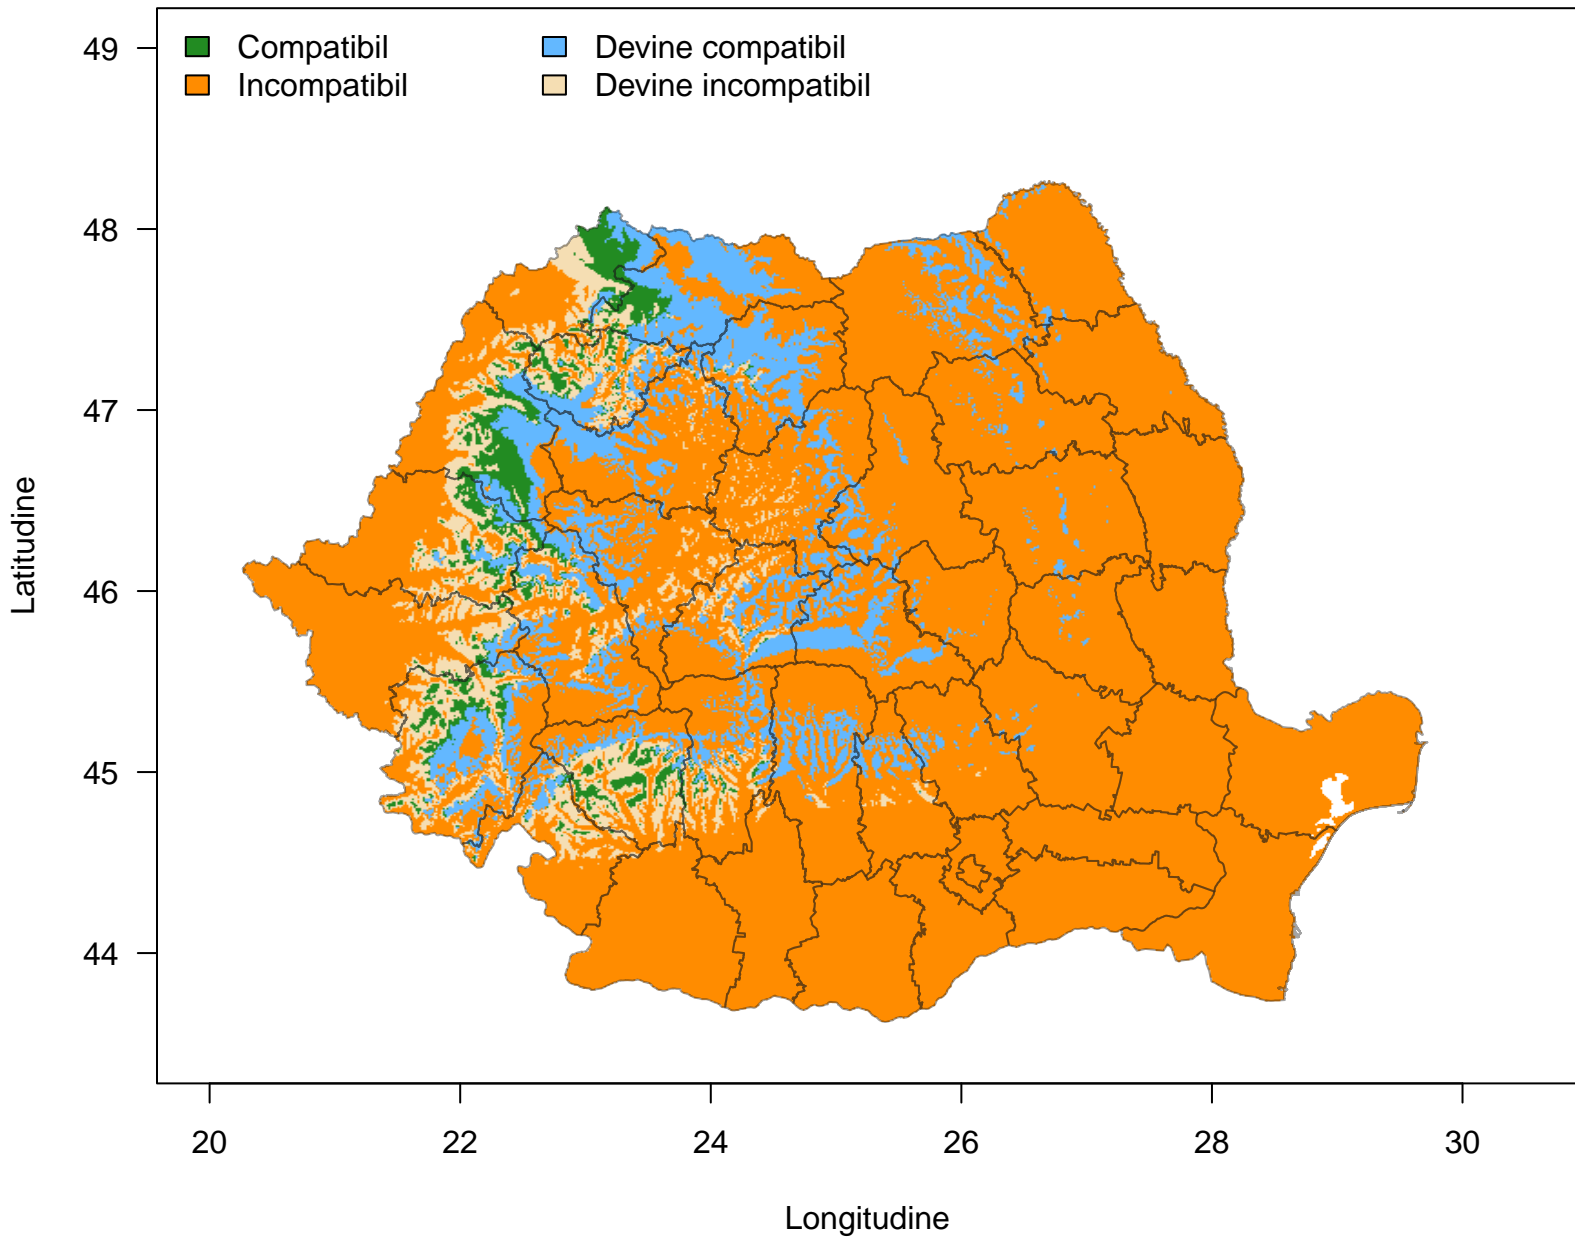 Compatibil
Incompatibil
Devine compatibil
Devine incompatibil
49
48
47
46
45
44
Latitudine
20 22 24 26 28 30
Longitudine